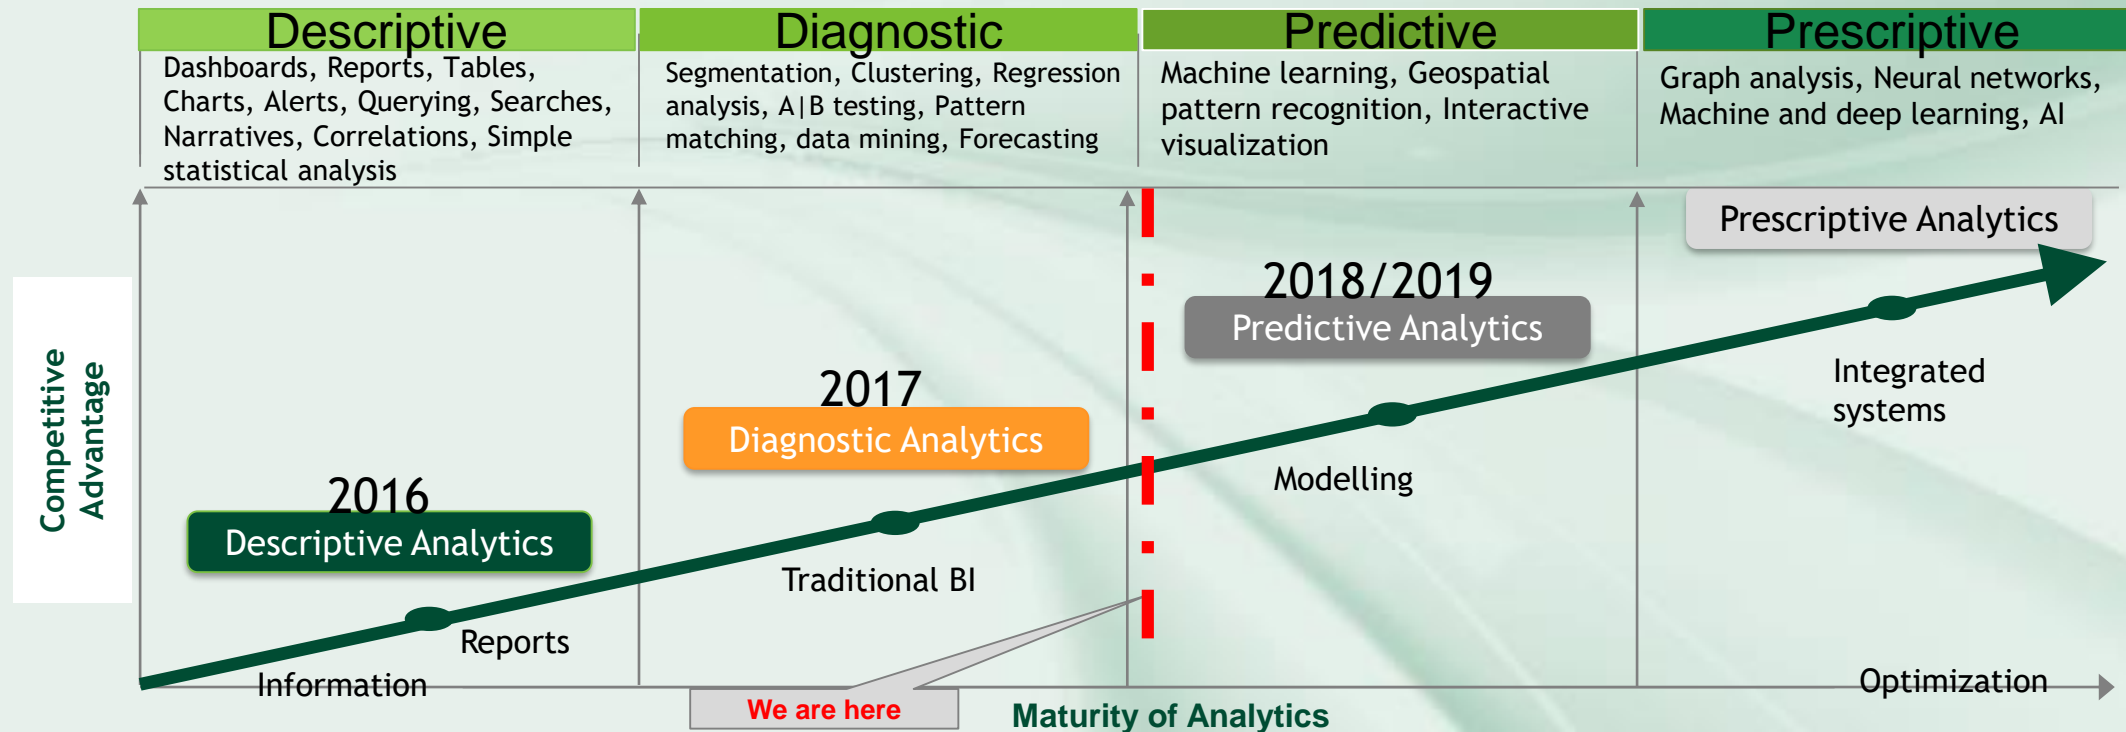 Descriptive
Dashboards, Reports, Tables,
Charts, Alerts, Querying, Searches,
Narratives, Correlations, Simple
statistical analysis
Diagnostic
Segmentation, Clustering, Regression
analysis, A|B testing, Pattern
matching, data mining, Forecasting
Predictive
Machine learning, Geospatial
pattern recognition, Interactive
visualization
Prescriptive
Graph analysis, Neural networks,
Machine and deep learning, AI
Competitive
Advantage
2016
Descriptive Analytics
2017
Diagnostic Analytics
2018/2019
Predictive Analytics
Prescriptive Analytics
Information
Reports
Traditional BI
Modelling
Integrated
systems
Optimization
We are here
Maturity of Analytics